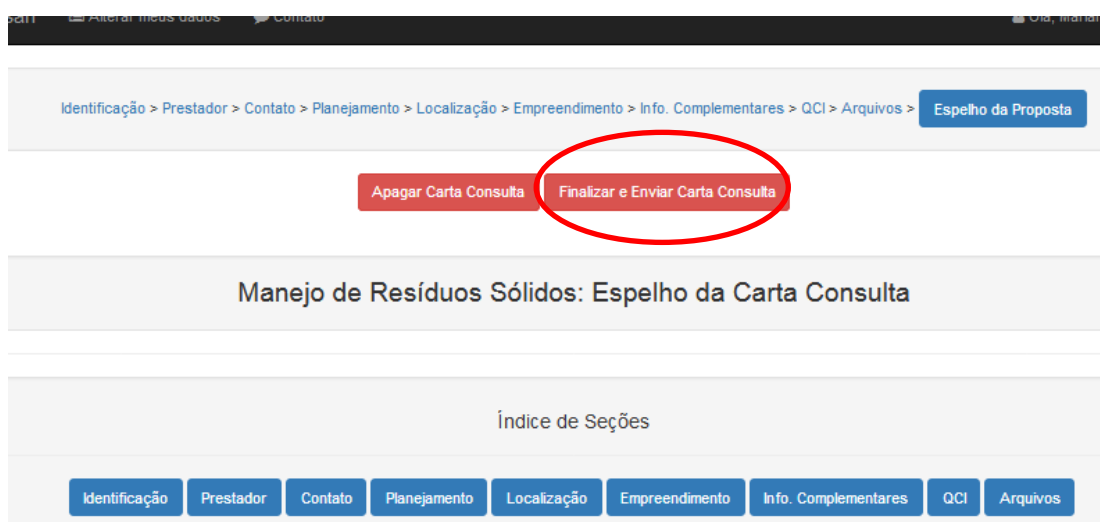 Alterar meus dados Contato Olá,
Identificação > Prestador > Contato > Planejamento > Localização > Empreendimento > Info. Complementares > QCI > Arquivos > Espelho da Proposta
Apagar Carta Consulta Finalizar e Enviar Carta Consulta
Manejo de Resíduos Sólidos: Espelho da Carta Consulta
Índice de Seções
Identificação Prestador Contato Planejamento Localização Empreendimento Info. Complementares QCI Arquivos